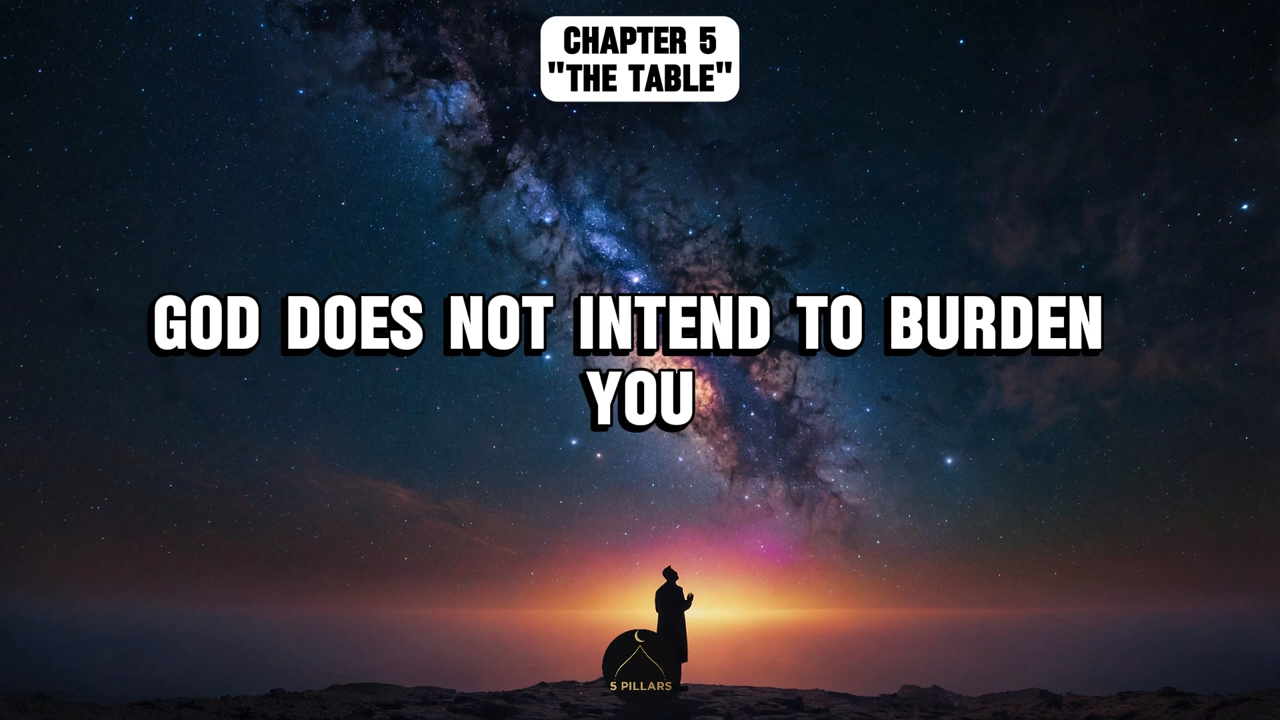 CHAPTER 5
"THE TABLE"
GOD DOES NOT INTEND TO BURDEN
YOU
5 PILLARS